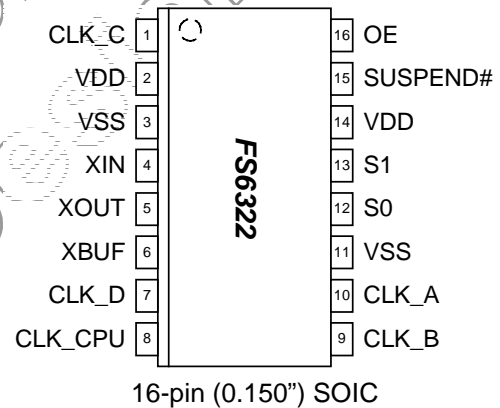 CLK_C 1 16 OE
VDD 2 15 SUSPEND#
VSS 3 14 VDD
XIN 4 13 S1
XOUT 5 12 S0
XBUF 6 11 VSS
CLK_D 7 10 CLK_A
CLK_CPU 8 9 CLK_B
FS6322
16-pin (0.150") SOIC